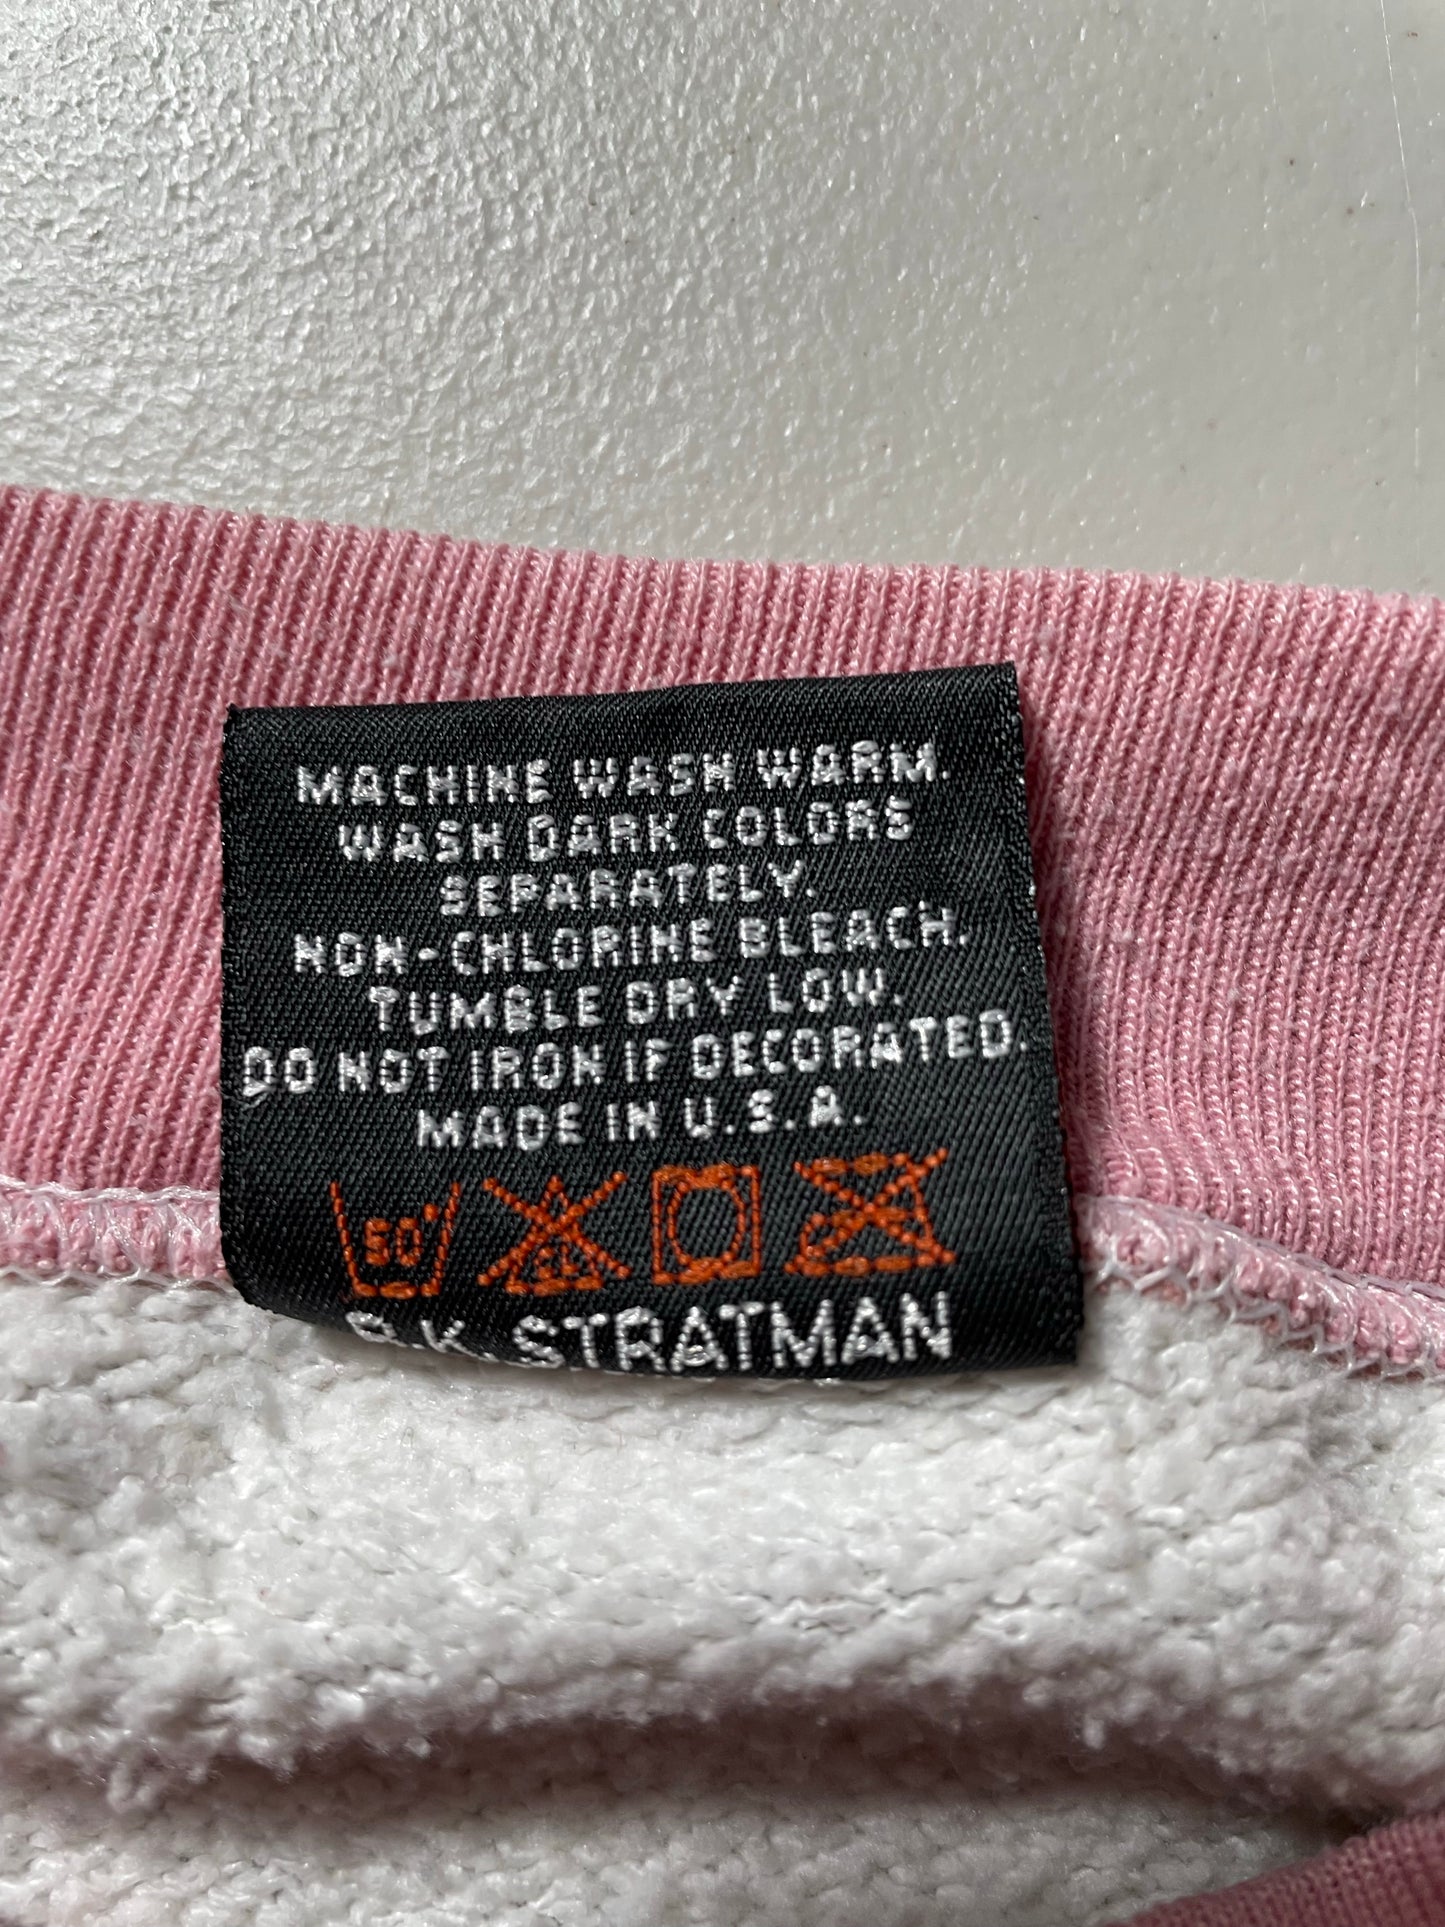 MACHINE WASH WARM.
WASH DARK COLORS
SEPARATELY.
NON-CHLORINE BLEACH.
TUMBLE DRY LOW.
DO NOT IRON IF DECORATED.
MADE IN U.S.A.
50° CL
K. STRATMAN